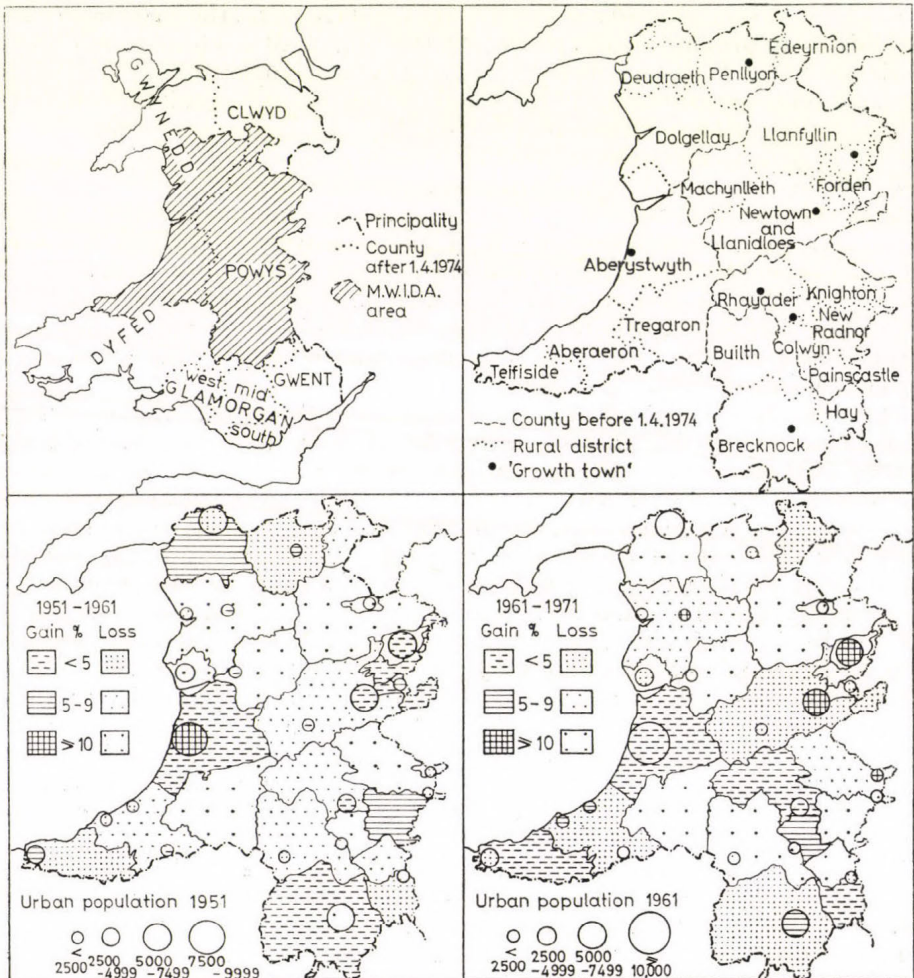 GWYNEDD
CLWYD
POWYS
DYFED
west mid
GLAMORGAN
south
GWENT
Principality
County
after 1.4.1974
M.W.I.D.A.
area
Edeyrnion
Deudraeth
Penllyon
Dolgellay
Llanfyllin
Machynlleth
Forden
Newtown
and
Llanidloes
Aberystwyth
Rhayader
Knighton
New
Radnor
Tregaron
Colwyn
Aberaeron
Builth
Teifiside
Painscastle
Hay
Brecknock
County before 1.4.1974
Rural district
'Growth town'
1951-1961
Gain % Loss
< 5
5-9
≥ 10
Urban population 1951
< 2500
2500 -4999
5000 -7499
7500 -9999
1961-1971
Gain % Loss
< 5
5-9
≥ 10
Urban population 1961
< 2500
2500 -4999
5000 -7499
≥ 10,000